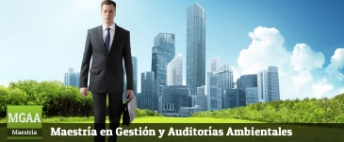 MGAA
Maestría
Maestría en Gestión y Auditorías Ambientales